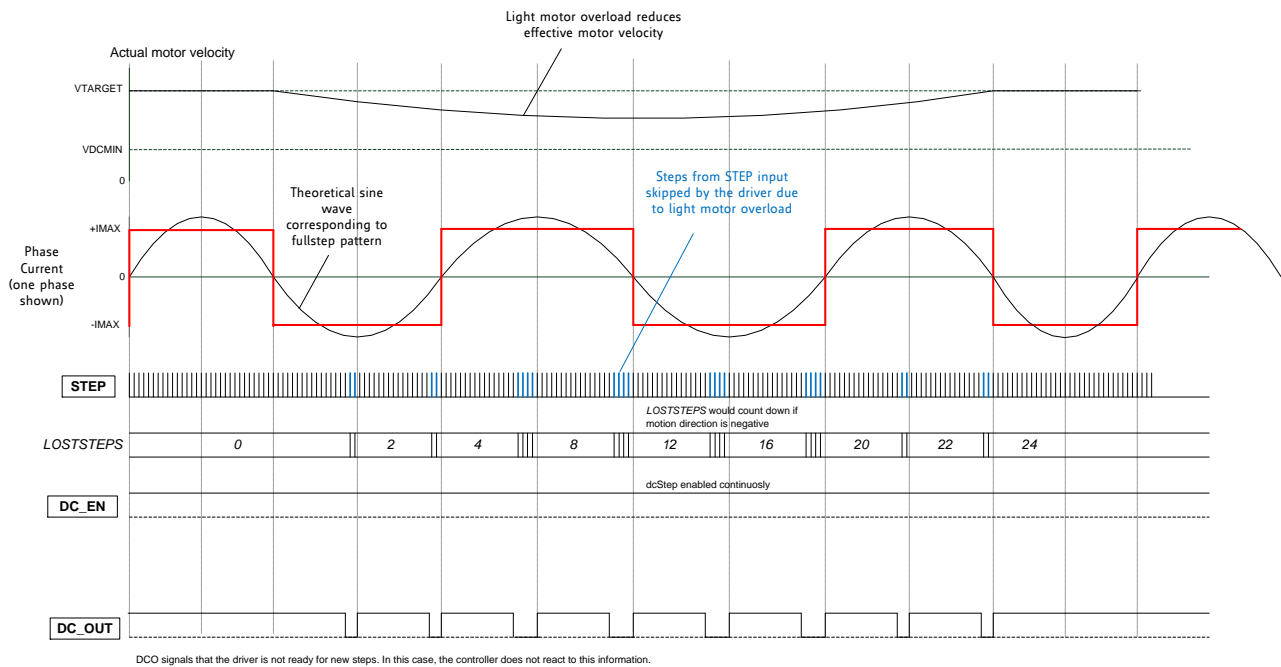 Light motor overload reduces
effective motor velocity
Actual motor velocity
VTARGET
VDCMIN
0
Steps from STEP input
skipped by the driver due
to light motor overload
Theoretical sine
wave
corresponding to
fullstep pattern
+IMAX
Phase
Current
(one phase
shown)
0
-IMAX
STEP
LOSTSTEPS would count down if
motion direction is negative
LOSTSTEPS
0 2 4 8 12 16 20 22 24
dcStep enabled continuosly
DC_EN
DC_OUT
DCO signals that the driver is not ready for new steps. In this case, the controller does not react to this information.